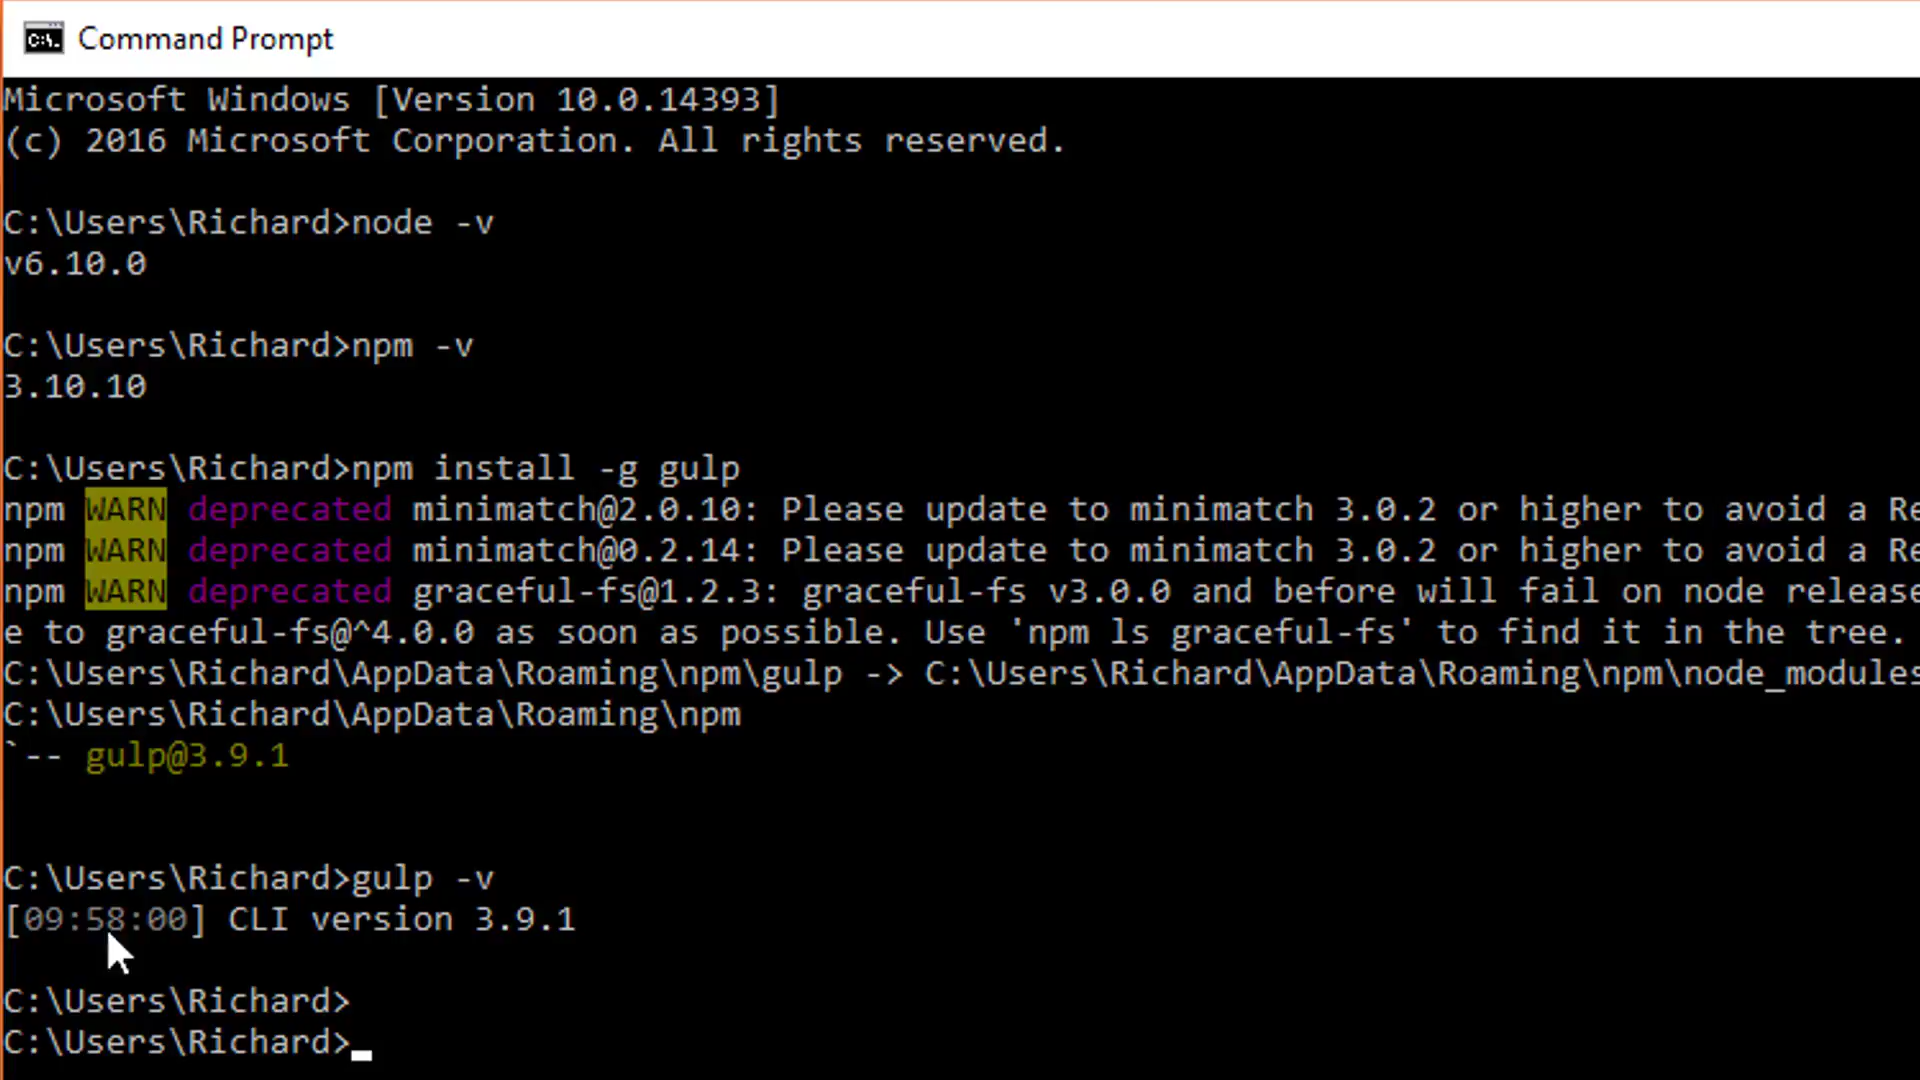 Command Prompt
Microsoft Windows [Version 10.0.14393]
(c) 2016 Microsoft Corporation. All rights reserved.
C:\Users\Richard>node -v
v6.10.0
C:\Users\Richard>npm -v
3.10.10
C:\Users\Richard>npm install -g gulp
npm WARN deprecated minimatch@2.0.10: Please update to minimatch 3.0.2 or higher to avoid a Re
npm WARN deprecated minimatch@0.2.14: Please update to minimatch 3.0.2 or higher to avoid a Re
npm WARN deprecated graceful-fs@1.2.3: graceful-fs v3.0.0 and before will fail on node release
e to graceful-fs@^4.0.0 as soon as possible. Use 'npm ls graceful-fs' to find it in the tree.
C:\Users\Richard\AppData\Roaming\npm\gulp -> C:\Users\Richard\AppData\Roaming\npm\node_modules
C:\Users\Richard\AppData\Roaming\npm
`-- gulp@3.9.1
C:\Users\Richard>gulp -v
[09:58:00] CLI version 3.9.1
C:\Users\Richard>
C:\Users\Richard>